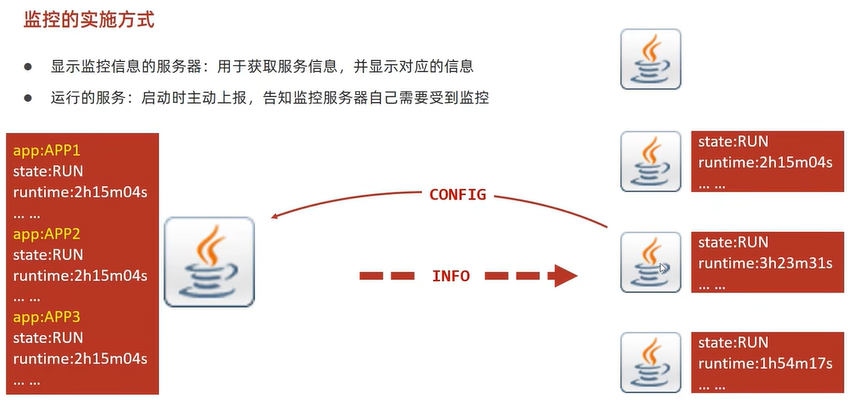 监控的实施方式
● 显示监控信息的服务器：用于获取服务信息，并显示对应的信息
● 运行的服务：启动时主动上报，告知监控服务器自己需要受到监控
app:APP1
state:RUN
runtime:2h15m04s
... ...
app:APP2
state:RUN
runtime:2h15m04s
... ...
app:APP3
state:RUN
runtime:2h15m04s
... ...
CONFIG
INFO
state:RUN
runtime:2h15m04s
... ...
state:RUN
runtime:3h23m31s
... ...
state:RUN
runtime:1h54m17s
... ...